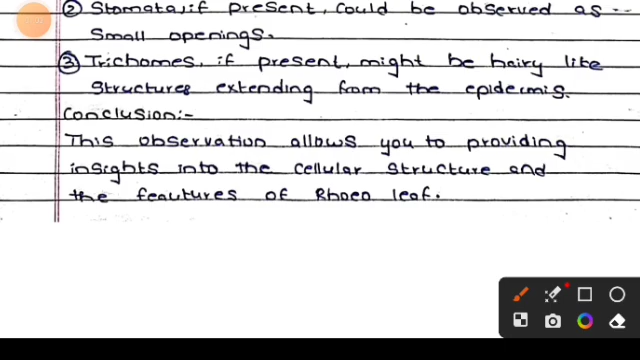 ② Stomata, if present, could be observed as --
Small openings.
③ Trichomes, if present, might be hairy like
Structures extending from the epidermis.
Conclusion:-
This observation allows you to providing
insights into the cellular structure and
the feautures of Rhoeo leaf.